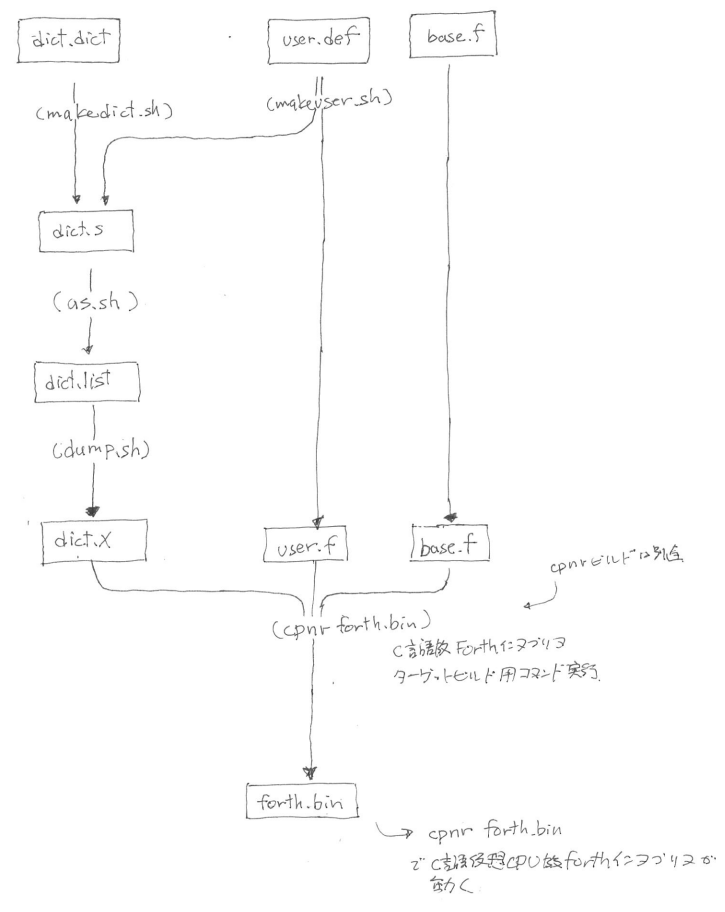 dict.dict
user.def
base.f
(makedict.sh)
(makeuser.sh)
dict.s
(as.sh)
dict.list
(dump.sh)
dict.x
user.f
base.f
cpnrビルドは別途
(cpnr forth.bin)
C言語版Forthインタプリタ
ターゲットビルド用コマンド実行
forth.bin
cpnr forth.bin
でC言語仮想CPU版forthインタプリタが
動く